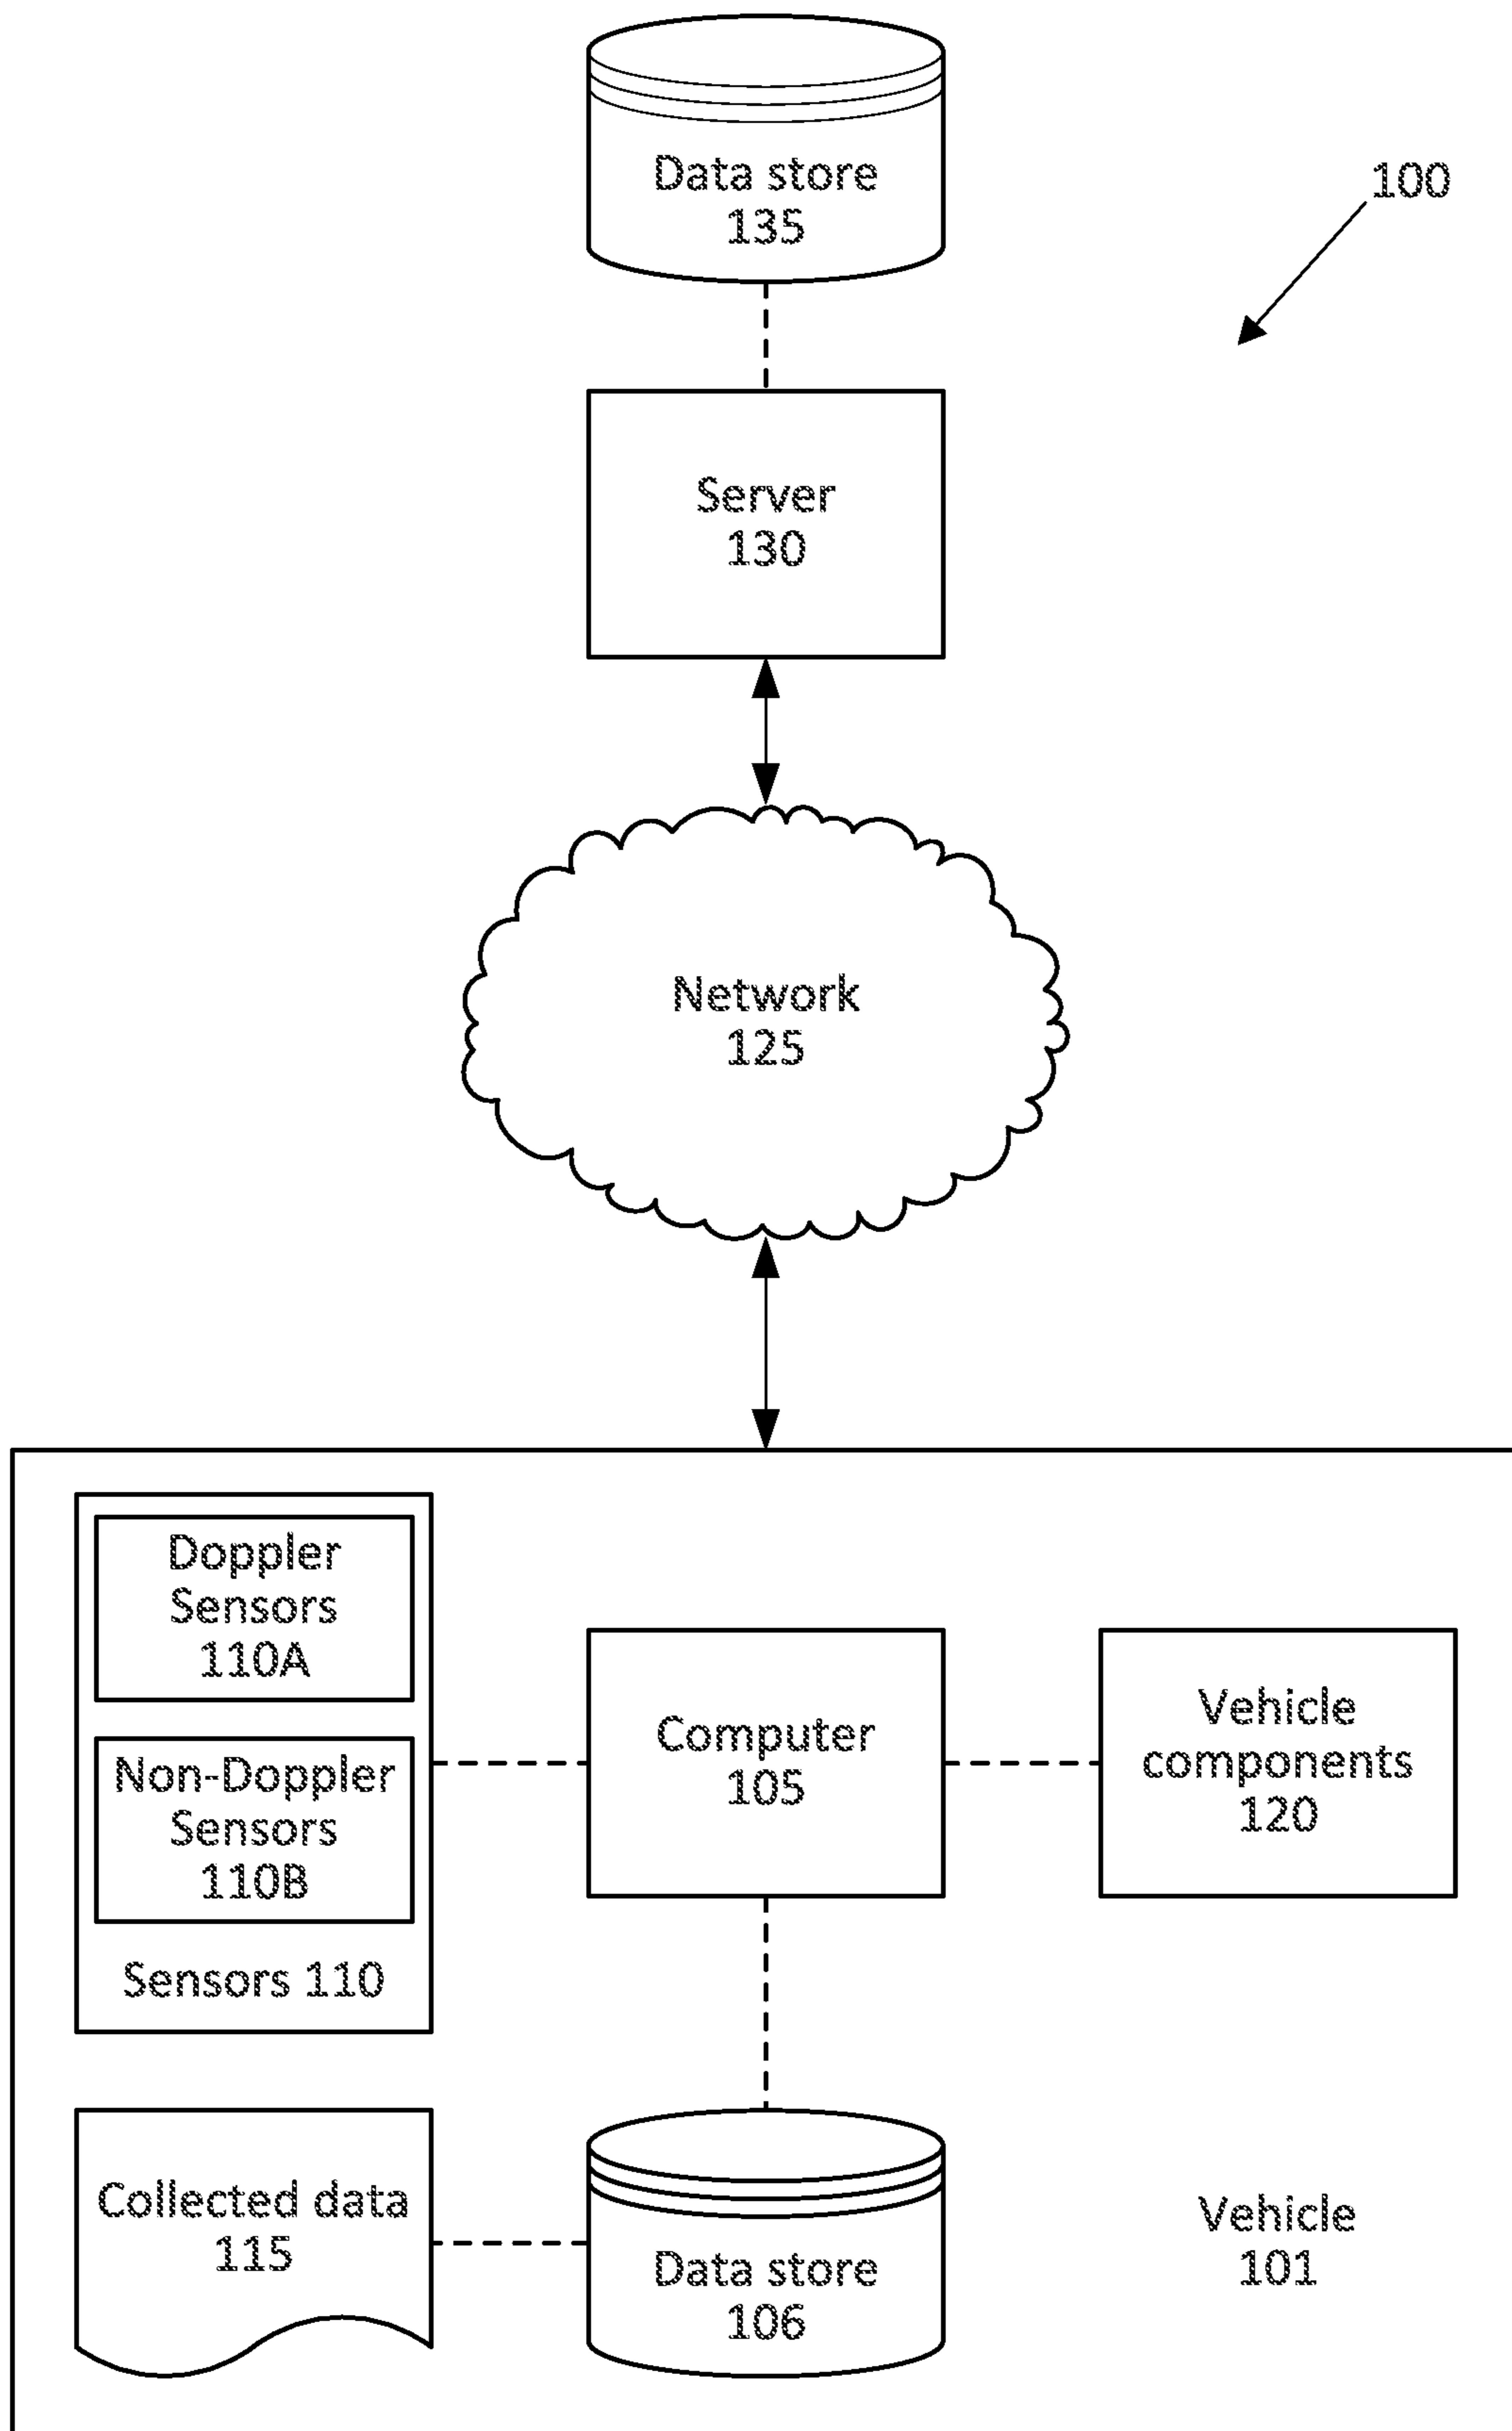 Data store
135
100
Server
130
Network
125
Doppler
Sensors
110A
Non-Doppler
Sensors
110B
Sensors 110
Computer
105
Vehicle
components
120
Collected data
115
Data store
106
Vehicle
101